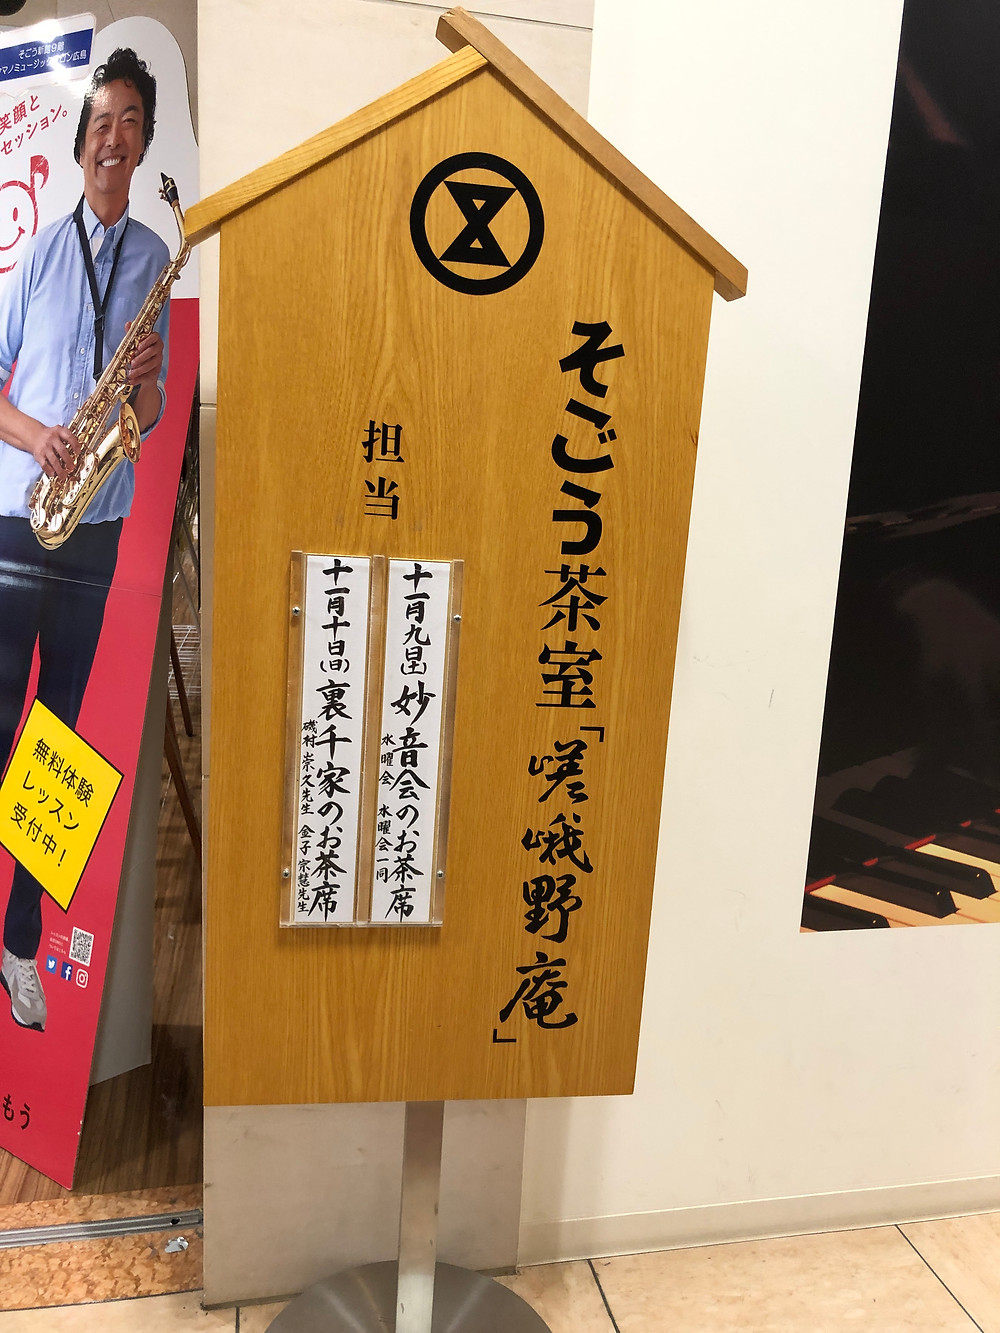 そごう茶室「嵯峨野庵」
担当
十一月九日(土) 妙音会のお茶席
水曜会 水曜会一同
十一月十日(日) 裏千家のお茶席
磯村宗久先生 金子宗慧先生
そごう新館9階
笑顔と
セッション。
無料体験
レッスン
受付中!
もう